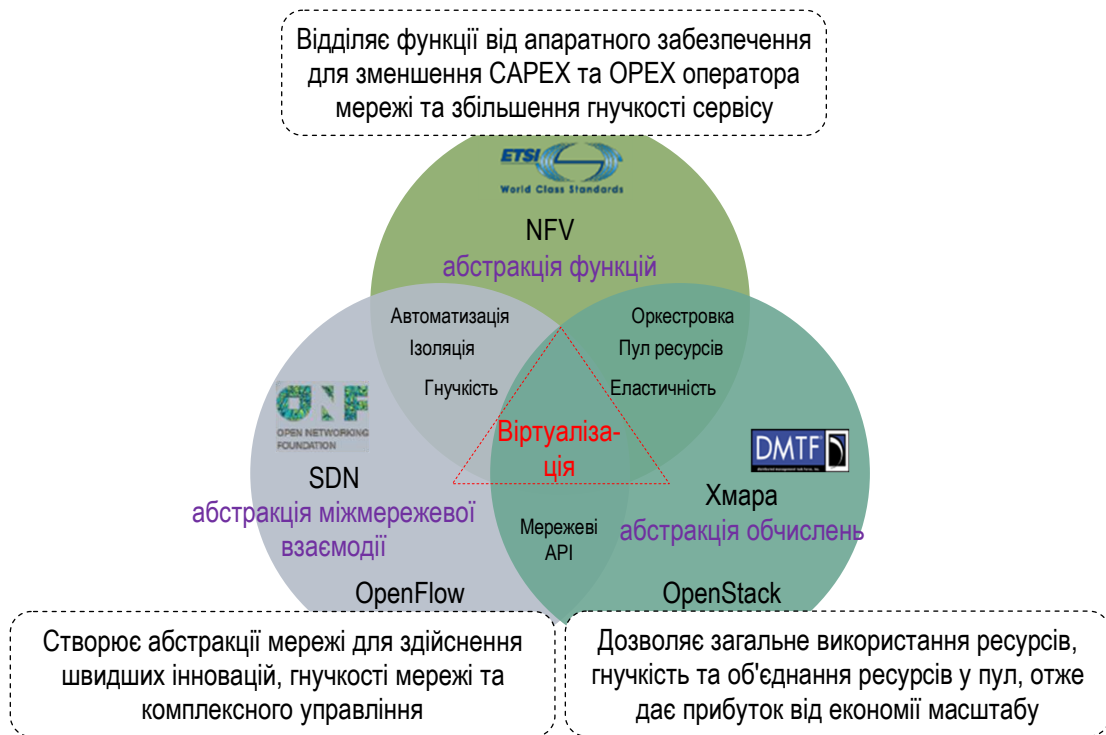 Відділяє функції від апаратного забезпечення
для зменшення CAPEX та OPEX оператора
мережі та збільшення гнучкості сервісу
ETSI
World Class Standards
NFV
абстракція функцій
Автоматизація
Ізоляція
Гнучкість
Оркестровка
Пул ресурсів
Еластичність
Віртуаліза-
ція
ONF
OPEN NETWORKING
FOUNDATION
SDN
абстракція міжмережевої
взаємодії
OpenFlow
DMTF
Хмара
абстракція обчислень
OpenStack
Мережеві
API
Створює абстракції мережі для здійснення
швидших інновацій, гнучкості мережі та
комплексного управління
Дозволяє загальне використання ресурсів,
гнучкість та об'єднання ресурсів у пул, отже
дає прибуток від економії масштабу